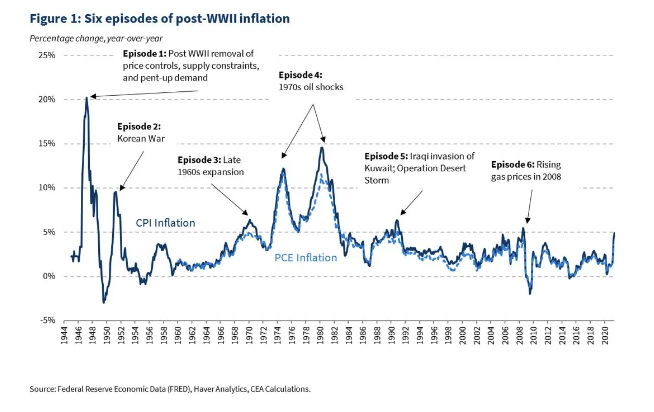 Figure 1: Six episodes of post-WWII inflation
Percentage change, year-over-year
25%
20%
15%
10%
5%
0%
-5%
Episode 1: Post WWII removal of
price controls, supply constraints,
and pent-up demand
Episode 2:
Korean War
Episode 3: Late
1960s expansion
Episode 4:
1970s oil shocks
Episode 5: Iraqi invasion of
Kuwait; Operation Desert
Storm
Episode 6: Rising
gas prices in 2008
CPI Inflation
PCE Inflation
1944 1946 1948 1950 1952 1954 1956 1958 1960 1962 1964 1966 1968 1970 1972 1974 1976 1978 1980 1982 1984 1986 1988 1990 1992 1994 1996 1998 2000 2002 2004 2006 2008 2010 2012 2014 2016 2018 2020
Source: Federal Reserve Economic Data (FRED), Haver Analytics, CEA Calculations.